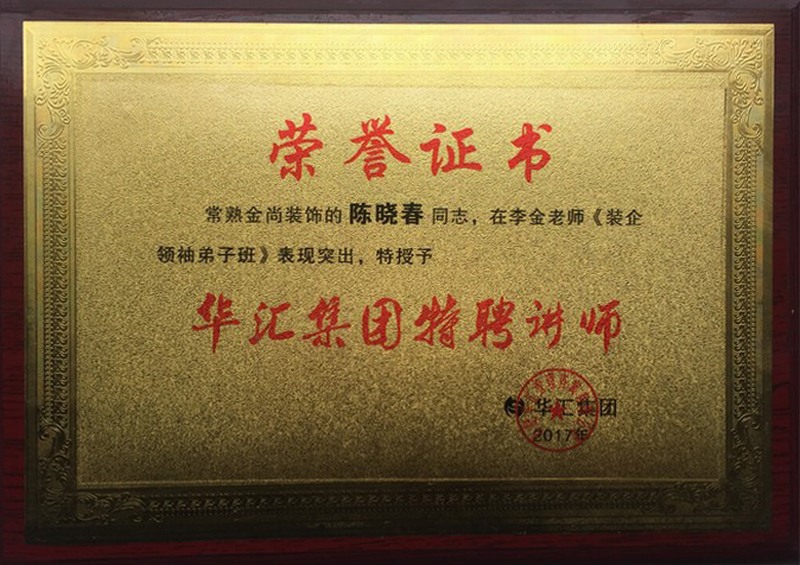 荣誉证书
常熟金尚装饰的 陈晓春 同志，在李金老师《装企
领袖弟子班》表现突出，特授予
华汇集团特聘讲师
华汇集团
2017年